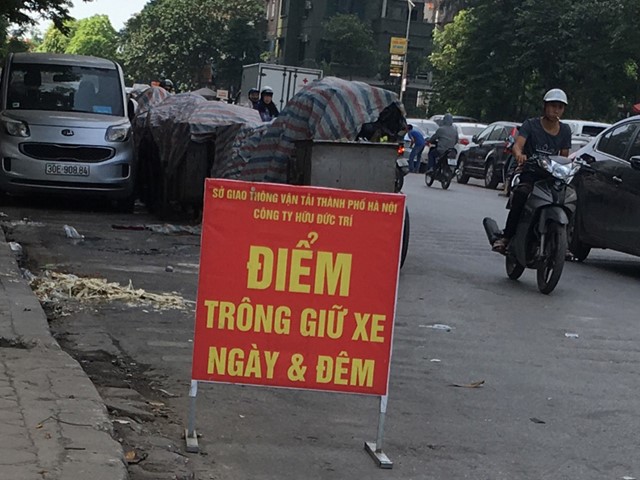 SỞ GIAO THÔNG VẬN TẢI THÀNH PHỐ HÀ NỘI
CÔNG TY HỮU ĐỨC TRÍ
ĐIỂM
TRÔNG GIỮ XE
NGÀY & ĐÊM
30E-908.84